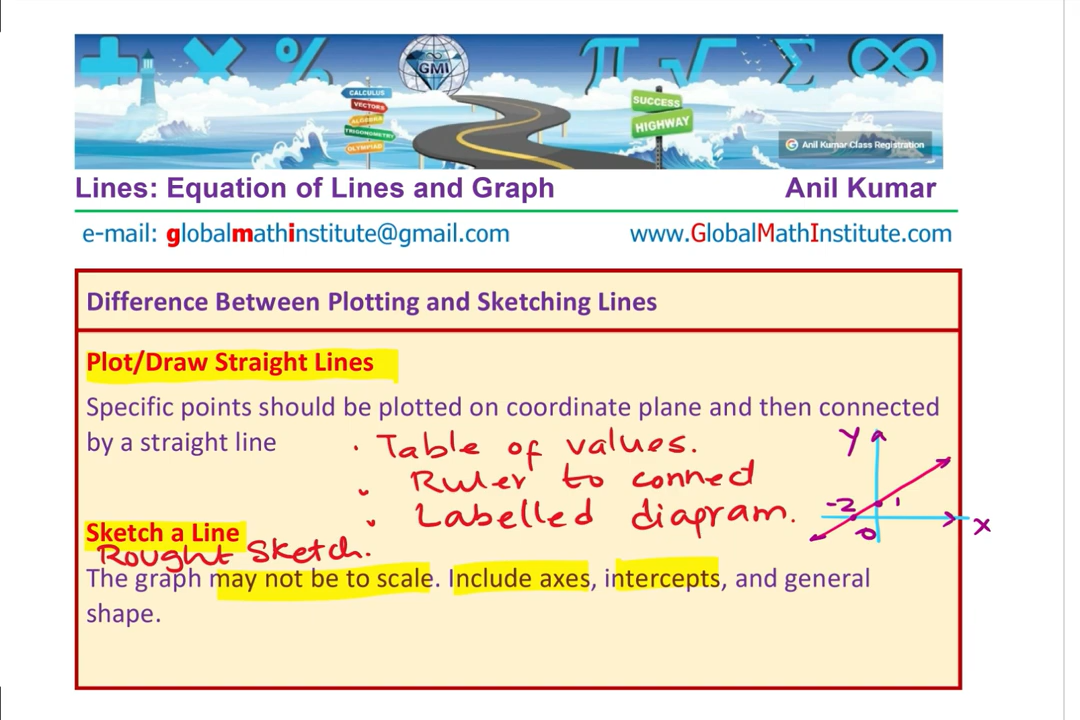 GMI
CALCULUS
VECTORS
ALGEBRA
TRIGONOMETRY
OLYMPIAD
SUCCESS
HIGHWAY
G Anil Kumar Class Registration
Lines: Equation of Lines and Graph Anil Kumar
e-mail: globalmathinstitute@gmail.com www.GlobalMathInstitute.com
Difference Between Plotting and Sketching Lines
Plot/Draw Straight Lines
Specific points should be plotted on coordinate plane and then connected
by a straight line
· Table of values.
· Ruler to conned
· Labelled diagram.
Y
-2 1
0 X
Sketch a Line
Rought Sketch.
The graph may not be to scale. Include axes, intercepts, and general
shape.